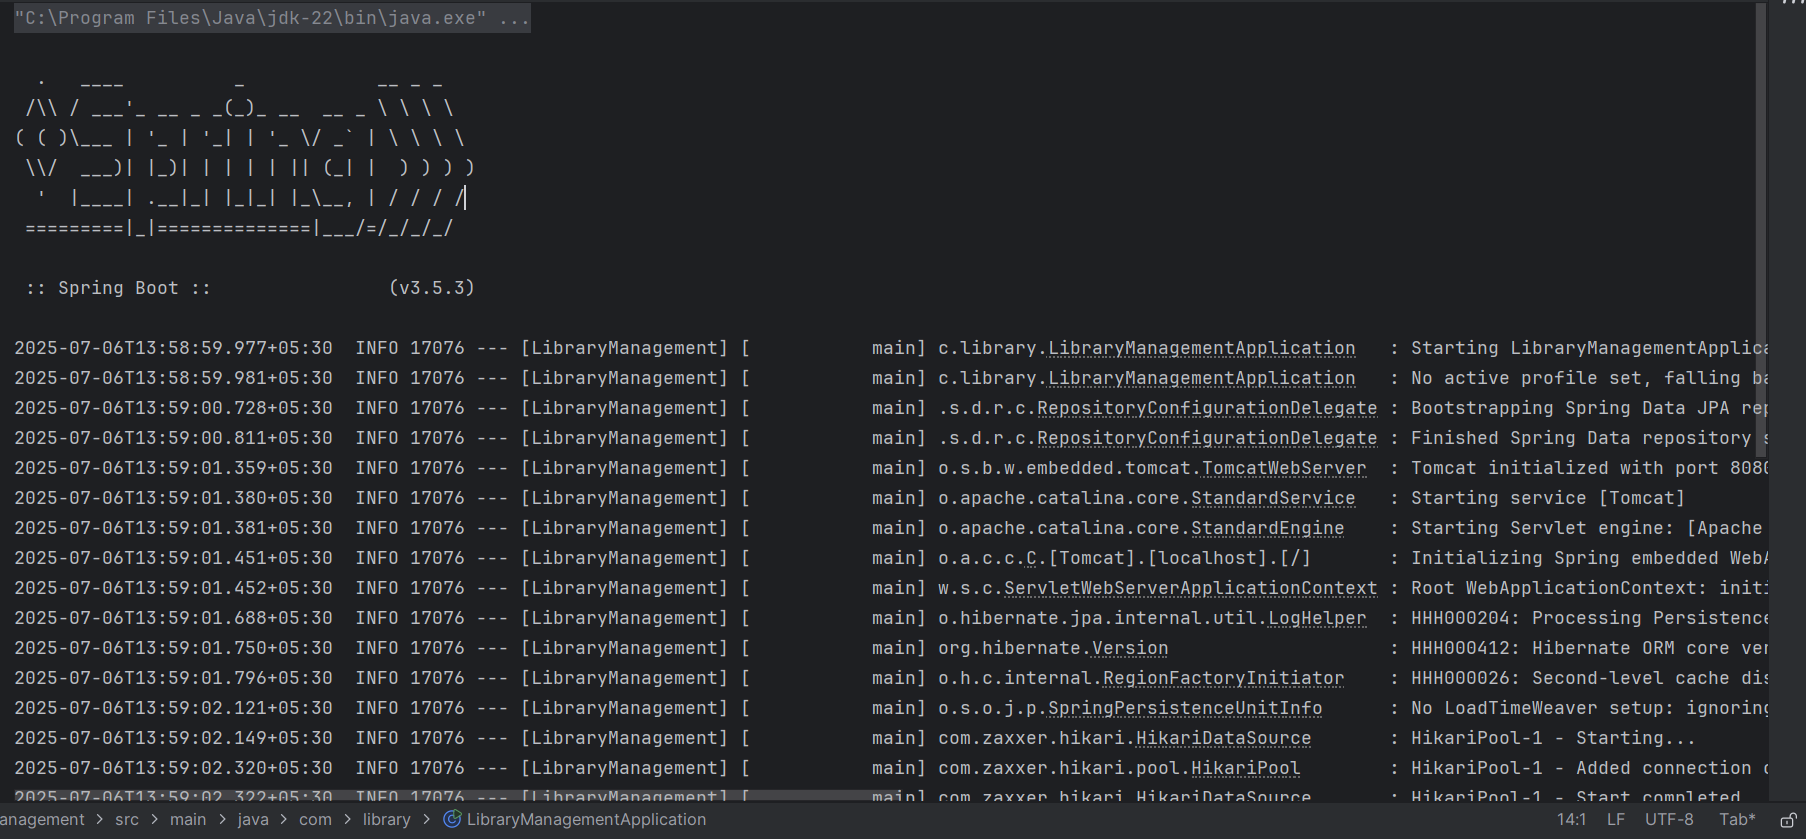 "C:\Program Files\Java\jdk-22\bin\java.exe" ...
  .   ____          _            __ _ _
 /\\ / ___'_ __ _ _(_)_ __  __ _ \ \ \ \
( ( )\___ | '_ | '_| | '_ \/ _` | \ \ \ \
 \\/  ___)| |_)| | | | | || (_| |  ) ) ) )
  '  |____| .__|_| |_|_| |_\__, | / / / /
 =========|_|==============|___/=/_/_/_/
 :: Spring Boot ::                (v3.5.3)
2025-07-06T13:58:59.977+05:30  INFO 17076 --- [LibraryManagement] [           main] c.library.LibraryManagementApplication   : Starting LibraryManagementApplica
2025-07-06T13:58:59.981+05:30  INFO 17076 --- [LibraryManagement] [           main] c.library.LibraryManagementApplication   : No active profile set, falling ba
2025-07-06T13:59:00.728+05:30  INFO 17076 --- [LibraryManagement] [           main] .s.d.r.c.RepositoryConfigurationDelegate : Bootstrapping Spring Data JPA rep
2025-07-06T13:59:00.811+05:30  INFO 17076 --- [LibraryManagement] [           main] .s.d.r.c.RepositoryConfigurationDelegate : Finished Spring Data repository s
2025-07-06T13:59:01.359+05:30  INFO 17076 --- [LibraryManagement] [           main] o.s.b.w.embedded.tomcat.TomcatWebServer  : Tomcat initialized with port 8080
2025-07-06T13:59:01.380+05:30  INFO 17076 --- [LibraryManagement] [           main] o.apache.catalina.core.StandardService   : Starting service [Tomcat]
2025-07-06T13:59:01.381+05:30  INFO 17076 --- [LibraryManagement] [           main] o.apache.catalina.core.StandardEngine    : Starting Servlet engine: [Apache
2025-07-06T13:59:01.451+05:30  INFO 17076 --- [LibraryManagement] [           main] o.a.c.c.C.[Tomcat].[localhost].[/]       : Initializing Spring embedded WebA
2025-07-06T13:59:01.452+05:30  INFO 17076 --- [LibraryManagement] [           main] w.s.c.ServletWebServerApplicationContext : Root WebApplicationContext: initi
2025-07-06T13:59:01.688+05:30  INFO 17076 --- [LibraryManagement] [           main] o.hibernate.jpa.internal.util.LogHelper  : HHH000204: Processing Persistence
2025-07-06T13:59:01.750+05:30  INFO 17076 --- [LibraryManagement] [           main] org.hibernate.Version                    : HHH000412: Hibernate ORM core ver
2025-07-06T13:59:01.796+05:30  INFO 17076 --- [LibraryManagement] [           main] o.h.c.internal.RegionFactoryInitiator    : HHH000026: Second-level cache dis
2025-07-06T13:59:02.121+05:30  INFO 17076 --- [LibraryManagement] [           main] o.s.o.j.p.SpringPersistenceUnitInfo      : No LoadTimeWeaver setup: ignoring
2025-07-06T13:59:02.149+05:30  INFO 17076 --- [LibraryManagement] [           main] com.zaxxer.hikari.HikariDataSource       : HikariPool-1 - Starting...
2025-07-06T13:59:02.320+05:30  INFO 17076 --- [LibraryManagement] [           main] com.zaxxer.hikari.pool.HikariPool        : HikariPool-1 - Added connection
2025-07-06T13:59:02.322+05:30  INFO 17076 --- [LibraryManagement] [           main] com.zaxxer.hikari.HikariDataSource       : HikariPool-1 - Start completed.
anagement > src > main > java > com > library > LibraryManagementApplication 14:1 LF UTF-8 Tab*